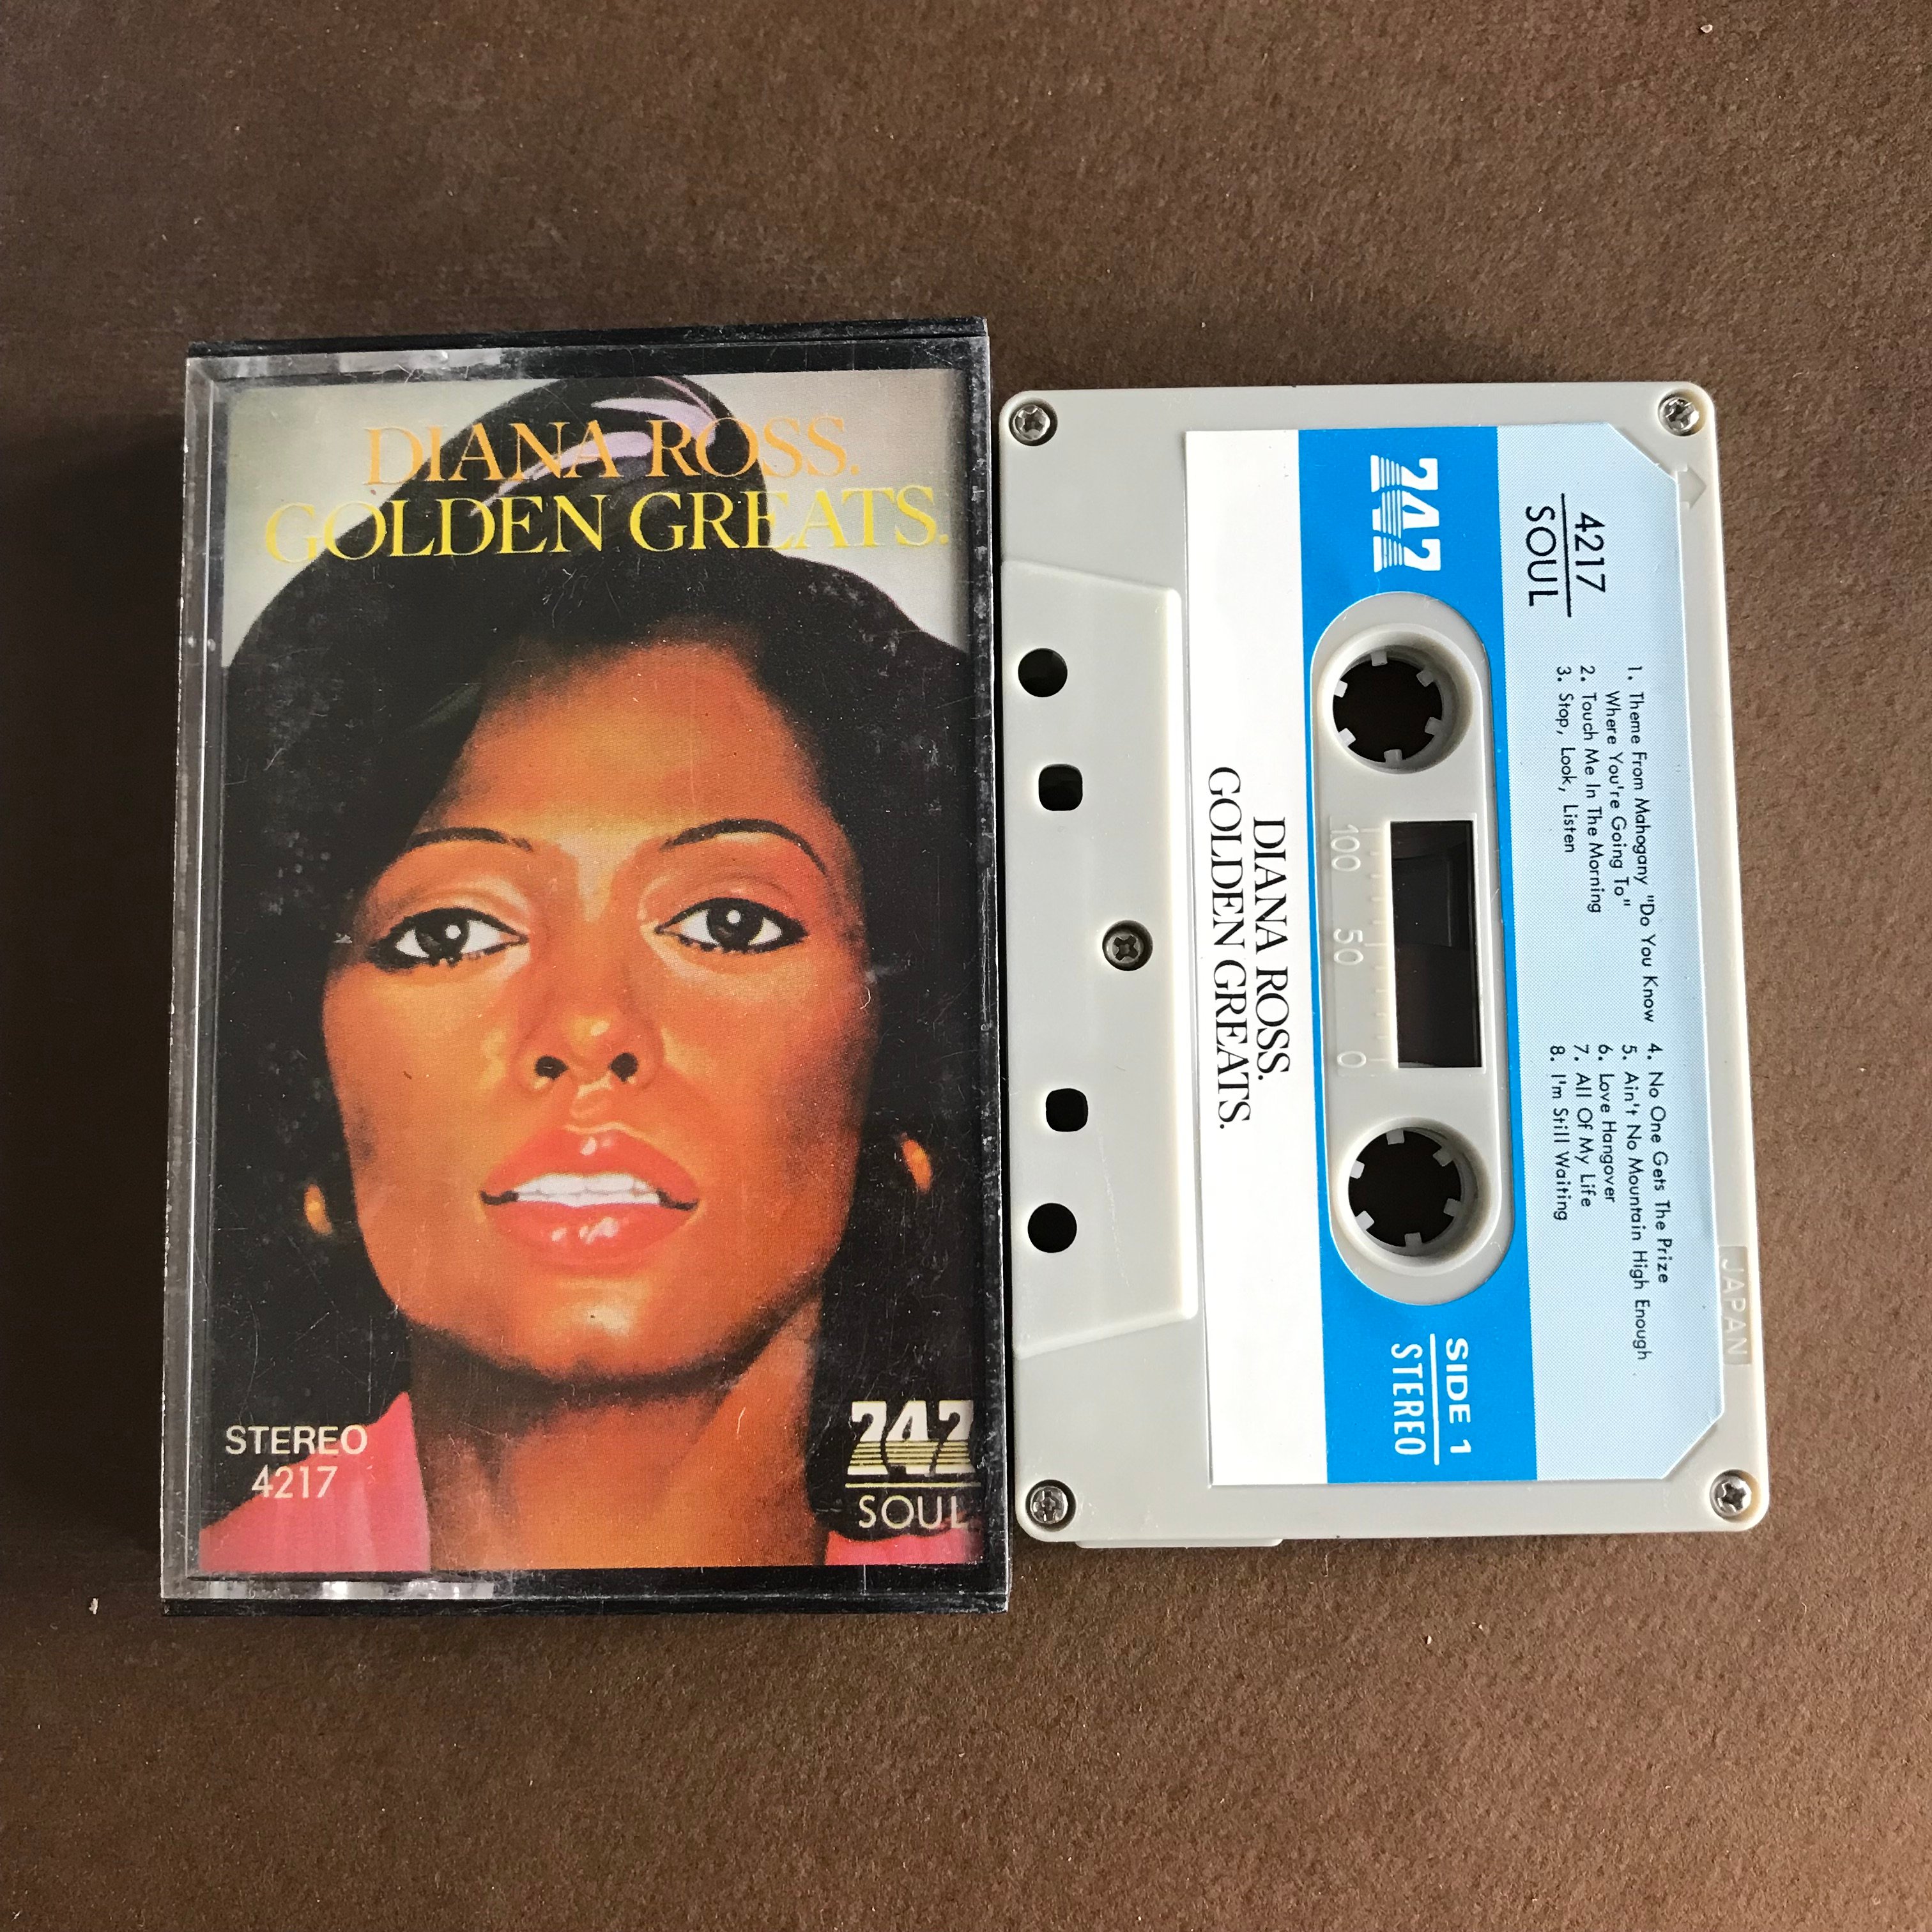 DIANA ROSS.
GOLDEN GREATS.
STEREO
4217
747
SOUL
747
4217
SOUL
1. Theme From Mahogany "Do You Know
Where You're Going To"
2. Touch Me In The Morning
3. Stop, Look, Listen
4. No One Gets The Prize
5. Ain't No Mountain High Enough
6. Love Hangover
7. All Of My Life
8. I'm Still Waiting
SIDE 1
STEREO
100 50 0
DIANA ROSS.
GOLDEN GREATS.
JAPAN